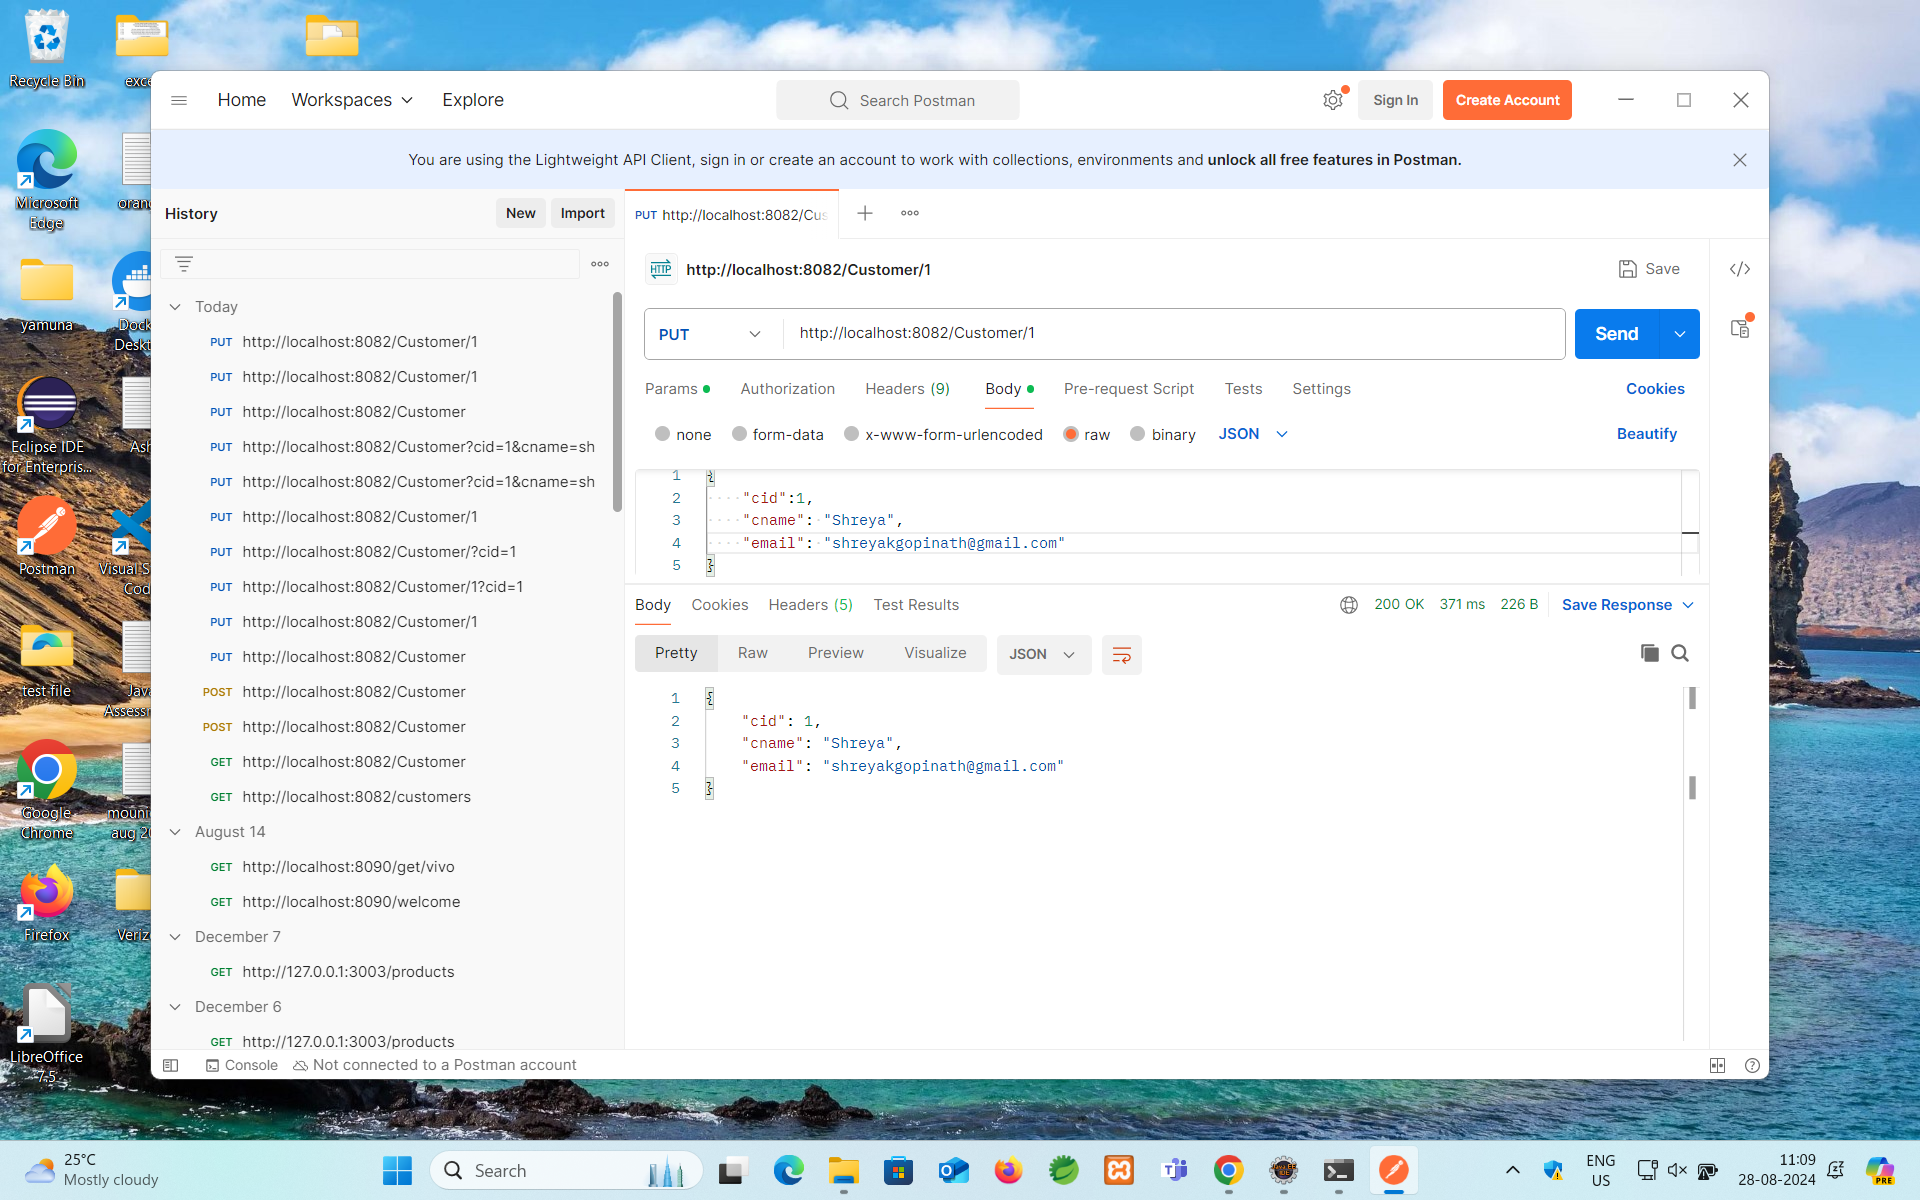 Recycle Bin
exce
Microsoft
Edge
oran
yamuna
Dock
Deskt
Eclipse IDE
for Enterpris...
Ash
Postman
Visual S
Cod
test file
Java
Assessm
Google
Chrome
mouni
aug 20
Firefox
Veriz
LibreOffice
7.5
Home Workspaces Explore
Search Postman
Sign In
Create Account
You are using the Lightweight API Client, sign in or create an account to work with collections, environments and unlock all free features in Postman.
History
New
Import
Today
PUT http://localhost:8082/Customer/1
PUT http://localhost:8082/Customer/1
PUT http://localhost:8082/Customer
PUT http://localhost:8082/Customer?cid=1&cname=sh
PUT http://localhost:8082/Customer?cid=1&cname=sh
PUT http://localhost:8082/Customer/1
PUT http://localhost:8082/Customer/?cid=1
PUT http://localhost:8082/Customer/1?cid=1
PUT http://localhost:8082/Customer/1
PUT http://localhost:8082/Customer
POST http://localhost:8082/Customer
POST http://localhost:8082/Customer
GET http://localhost:8082/Customer
GET http://localhost:8082/customers
August 14
GET http://localhost:8090/get/vivo
GET http://localhost:8090/welcome
December 7
GET http://127.0.0.1:3003/products
December 6
GET http://127.0.0.1:3003/products
PUT http://localhost:8082/Cus
HTTP http://localhost:8082/Customer/1
Save
PUT http://localhost:8082/Customer/1
Send
Params Authorization Headers (9) Body Pre-request Script Tests Settings Cookies
none form-data x-www-form-urlencoded raw binary JSON Beautify
1 {
2 "cid":1,
3 "cname": "Shreya",
4 "email": "shreyakgopinath@gmail.com"
5 }
Body Cookies Headers (5) Test Results 200 OK 371 ms 226 B Save Response
Pretty Raw Preview Visualize JSON
1 {
2 "cid": 1,
3 "cname": "Shreya",
4 "email": "shreyakgopinath@gmail.com"
5 }
Console Not connected to a Postman account
25°C
Mostly cloudy
Search
ENG
US
11:09
28-08-2024
PRE